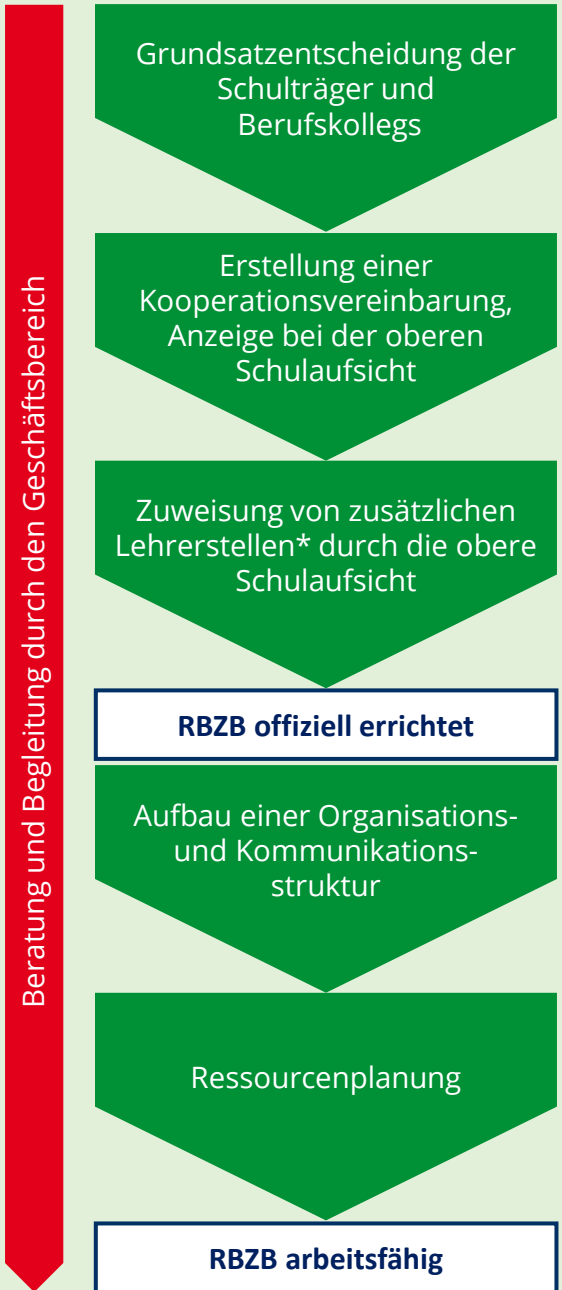 Beratung und Begleitung durch den Geschäftsbereich
Grundsatzentscheidung der
Schulträger und
Berufskollegs
Erstellung einer
Kooperationsvereinbarung,
Anzeige bei der oberen
Schulaufsicht
Zuweisung von zusätzlichen
Lehrerstellen* durch die obere
Schulaufsicht
RBZB offiziell errichtet
Aufbau einer Organisations-
und Kommunikations-
struktur
Ressourcenplanung
RBZB arbeitsfähig